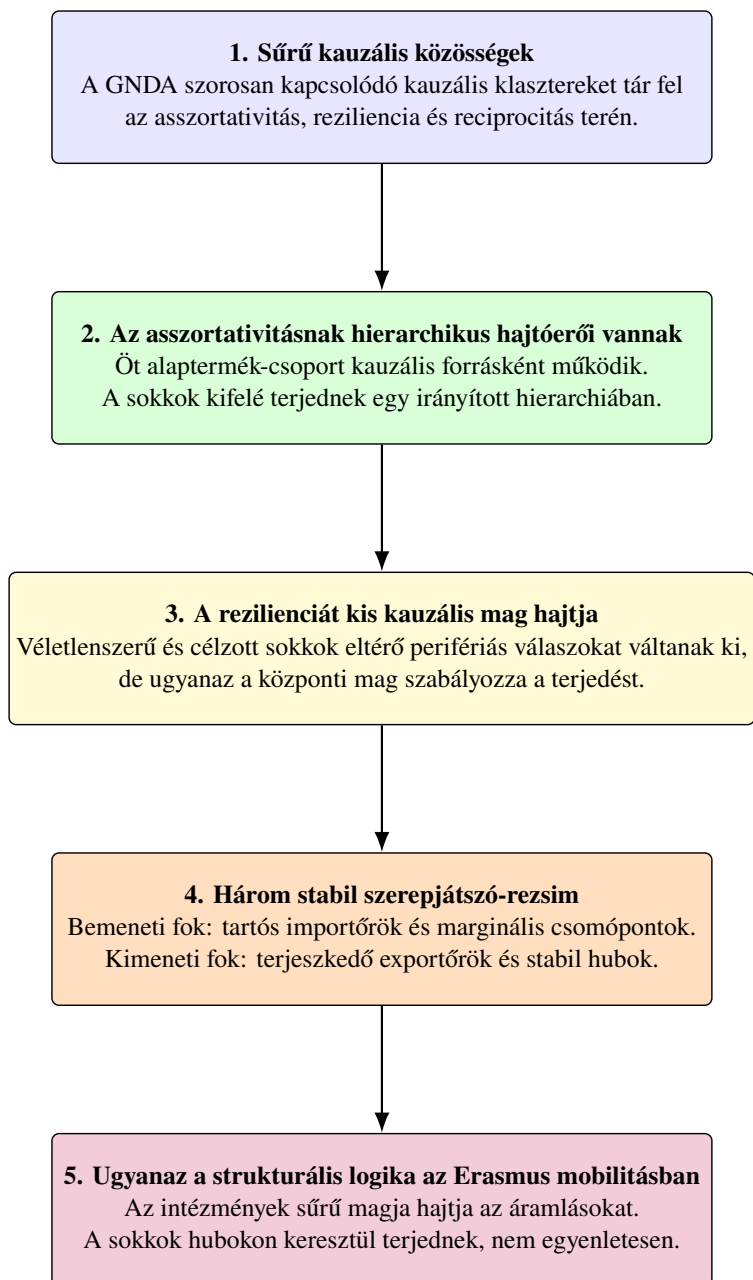 1. Sűrű kauzális közösségek
A GNDA szorosan kapcsolódó kauzális klasztereket tár fel
az asszortativitás, reziliencia és reciprocitás terén.
2. Az asszortativitásnak hierarchikus hajtóerői vannak
Öt alaptermék-csoport kauzális forrásként működik.
A sokkok kifelé terjednek egy irányított hierarchiában.
3. A rezilienciát kis kauzális mag hajtja
Véletlenszerű és célzott sokkok eltérő perifériás válaszokat váltanak ki,
de ugyanaz a központi mag szabályozza a terjedést.
4. Három stabil szerepjátszó-rezsim
Bemeneti fok: tartós importőrök és marginális csomópontok.
Kimeneti fok: terjeszkedő exportőrök és stabil hubok.
5. Ugyanaz a strukturális logika az Erasmus mobilitásban
Az intézmények sűrű magja hajtja az áramlásokat.
A sokkok hubokon keresztül terjednek, nem egyenletesen.